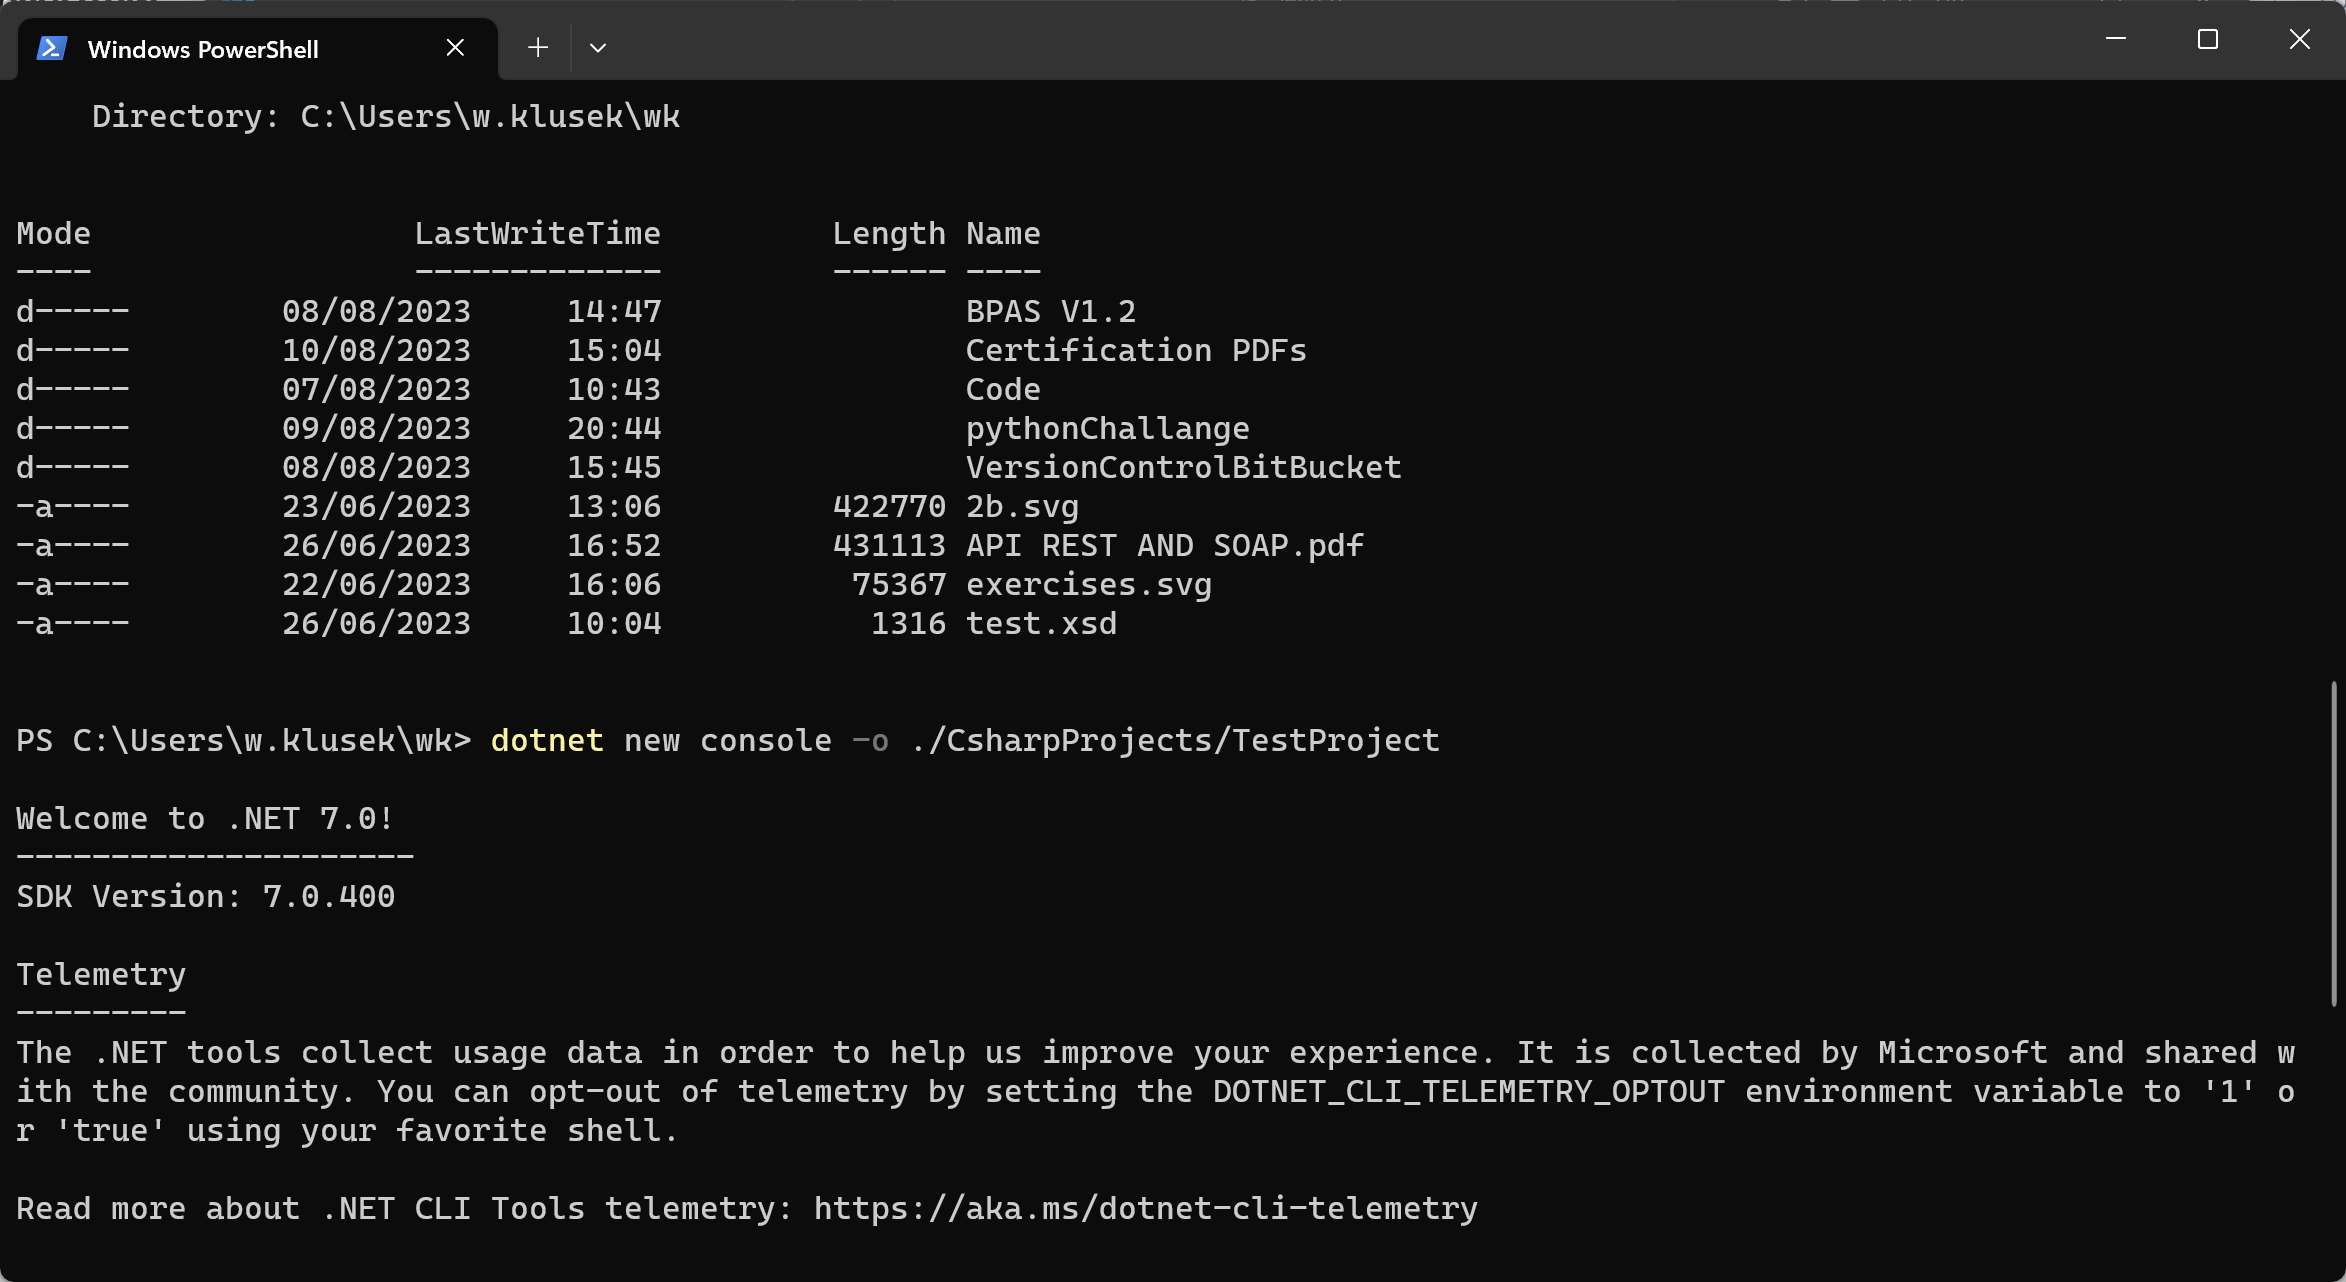 Windows PowerShell
Directory: C:\Users\w.klusek\wk
Mode LastWriteTime Length Name
---- ------------- ------ ----
d----- 08/08/2023 14:47 BPAS V1.2
d----- 10/08/2023 15:04 Certification PDFs
d----- 07/08/2023 10:43 Code
d----- 09/08/2023 20:44 pythonChallange
d----- 08/08/2023 15:45 VersionControlBitBucket
-a---- 23/06/2023 13:06 422770 2b.svg
-a---- 26/06/2023 16:52 431113 API REST AND SOAP.pdf
-a---- 22/06/2023 16:06 75367 exercises.svg
-a---- 26/06/2023 10:04 1316 test.xsd
PS C:\Users\w.klusek\wk> dotnet new console -o ./CsharpProjects/TestProject
Welcome to .NET 7.0!
---------------------
SDK Version: 7.0.400
Telemetry
---------
The .NET tools collect usage data in order to help us improve your experience. It is collected by Microsoft and shared w
ith the community. You can opt-out of telemetry by setting the DOTNET_CLI_TELEMETRY_OPTOUT environment variable to '1' o
r 'true' using your favorite shell.
Read more about .NET CLI Tools telemetry: https://aka.ms/dotnet-cli-telemetry